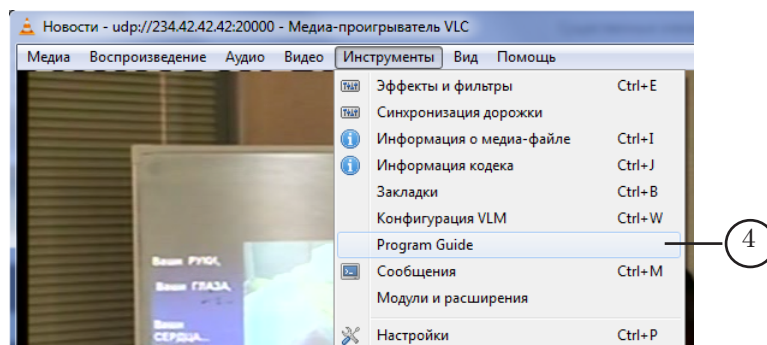 Новости - udp://234.42.42.42:20000 - Медиа-проигрыватель VLC
Медиа Воспроизведение Аудио Видео Инструменты Вид Помощь
Эффекты и фильтры Ctrl+E
Синхронизация дорожки
Информация о медиа-файле Ctrl+I
Информация кодека Ctrl+J
Закладки Ctrl+B
Конфигурация VLM Ctrl+W
Program Guide
4
Сообщения Ctrl+M
Модули и расширения
Настройки Ctrl+P
Ваши РУКИ,
Ваши ГЛАЗА,
Ваши
СЕРДЦА...